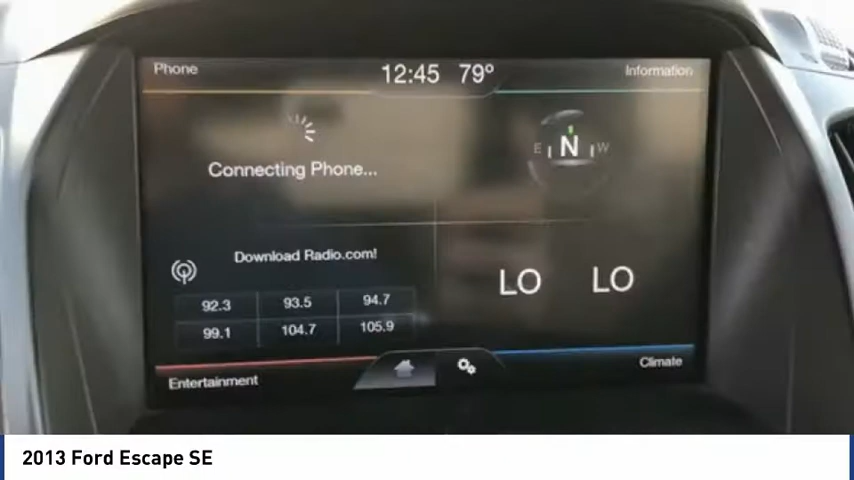 Phone 12:45 79° Information
E N W
Connecting Phone...
Download Radio.com!
LO LO
92.3 93.5 94.7
99.1 104.7 105.9
Entertainment Climate
2013 Ford Escape SE